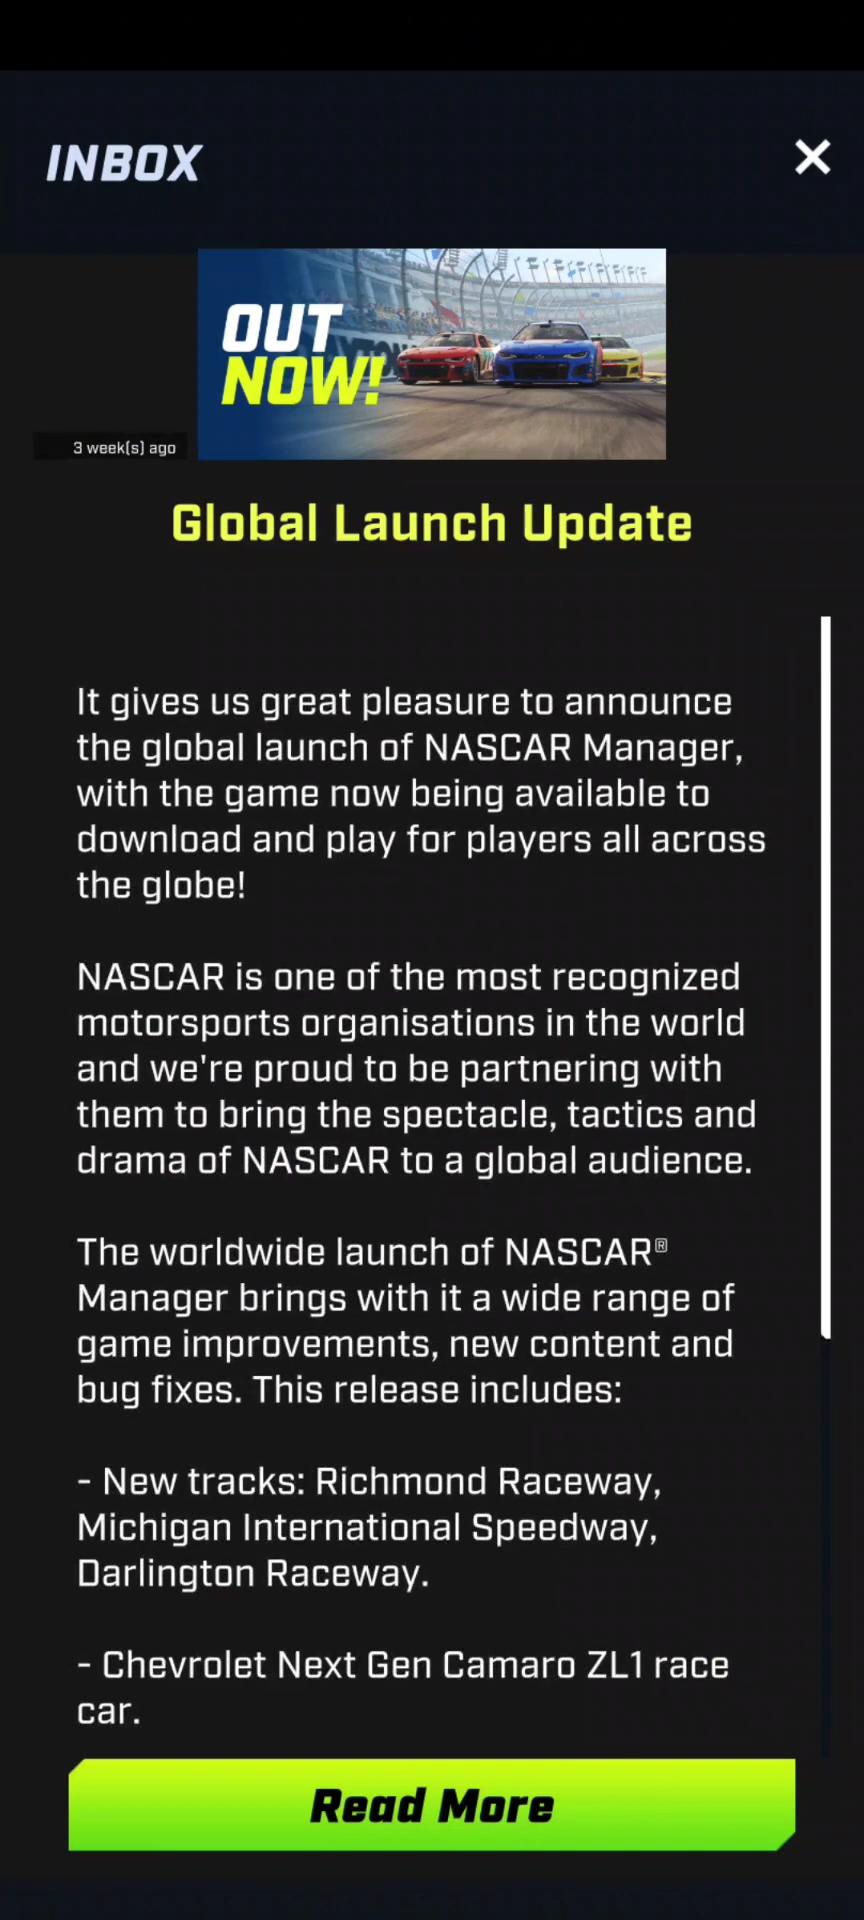 INBOX
OUT
NOW!
3 week(s) ago
Global Launch Update
It gives us great pleasure to announce
the global launch of NASCAR Manager,
with the game now being available to
download and play for players all across
the globe!
NASCAR is one of the most recognized
motorsports organisations in the world
and we're proud to be partnering with
them to bring the spectacle, tactics and
drama of NASCAR to a global audience.
The worldwide launch of NASCAR®
Manager brings with it a wide range of
game improvements, new content and
bug fixes. This release includes:
- New tracks: Richmond Raceway,
Michigan International Speedway,
Darlington Raceway.
- Chevrolet Next Gen Camaro ZL1 race
car.
Read More